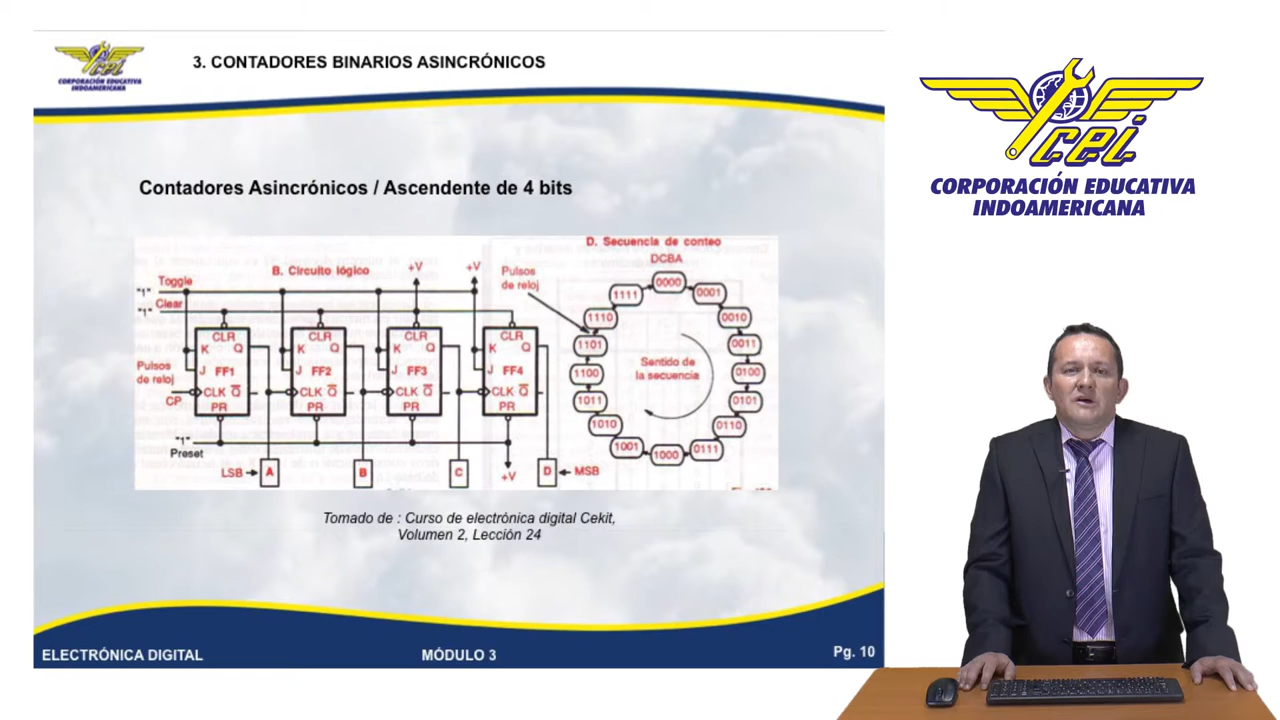 cei
CORPORACIÓN EDUCATIVA
INDOAMERICANA
3. CONTADORES BINARIOS ASINCRÓNICOS
Contadores Asincrónicos / Ascendente de 4 bits
B. Circuito lógico
Toggle
"1"
Clear
"1"
+V
+V
CLR
K Q
J FF1
CLK Q̅
PR
CLR
K Q
J FF2
CLK Q̅
PR
CLR
K Q
J FF3
CLK Q̅
PR
CLR
K Q
J FF4
CLK Q̅
PR
Pulsos
de reloj
CP
"1"
Preset
LSB
A
B
C
+V
D
MSB
D. Secuencia de conteo
DCBA
Pulsos
de reloj
0000
0001
0010
0011
0100
0101
0110
0111
1000
1001
1010
1011
1100
1101
1110
1111
Sentido de
la secuencia
Tomado de : Curso de electrónica digital Cekit,
Volumen 2, Lección 24
ELECTRÓNICA DIGITAL
MÓDULO 3
Pg. 10
cei
CORPORACIÓN EDUCATIVA
INDOAMERICANA